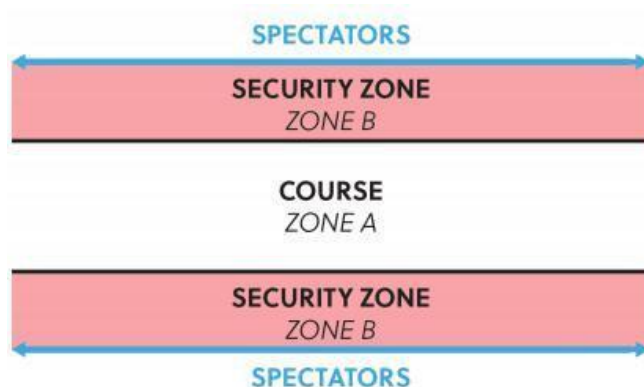 SPECTATORS
SECURITY ZONE
ZONE B
COURSE
ZONE A
SECURITY ZONE
ZONE B
SPECTATORS